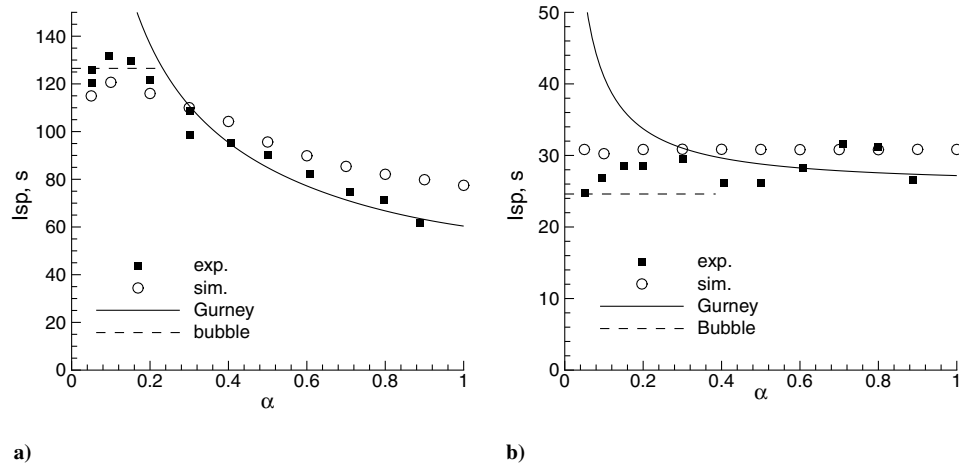 140
120
100
80
60
40
20
0
Isp, s
exp.
sim.
Gurney
bubble
0 0.2 0.4 0.6 0.8 1
α
a)
50
40
30
20
10
0
Isp, s
exp.
sim.
Gurney
Bubble
0 0.2 0.4 0.6 0.8 1
α
b)